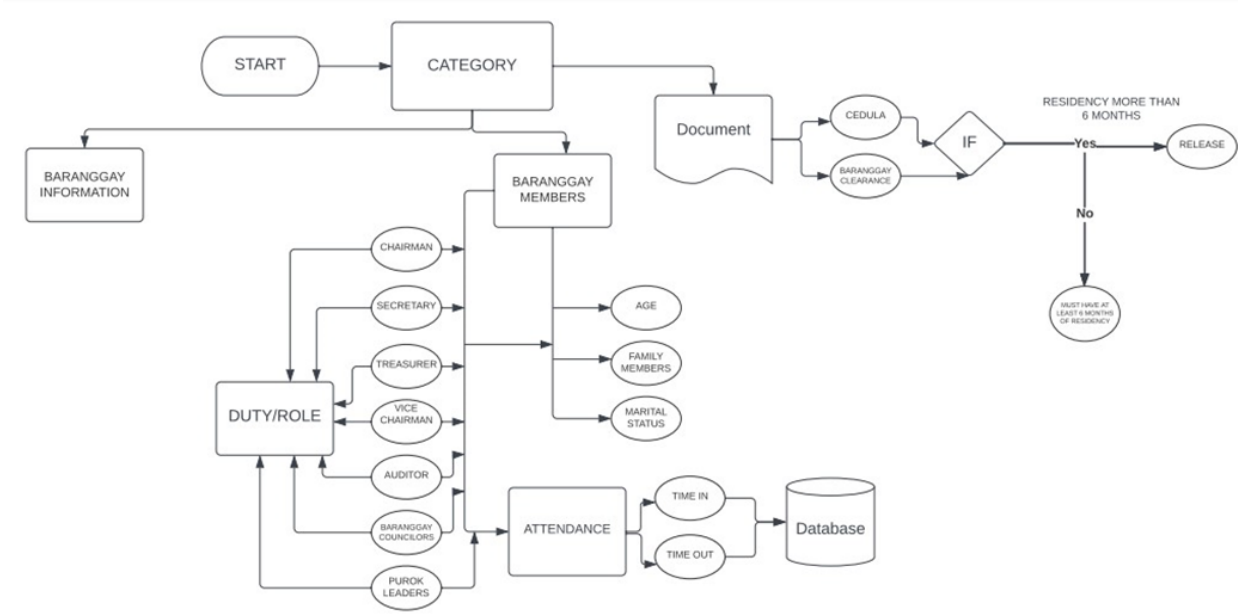 START
CATEGORY
BARANGGAY
INFORMATION
BARANGGAY
MEMBERS
Document
CEDULA
BARANGGAY
CLEARANCE
IF
RESIDENCY MORE THAN
6 MONTHS
Yes
RELEASE
No
MUST HAVE AT
LEAST 6 MONTHS
OF RESIDENCY
CHAIRMAN
SECRETARY
TREASURER
VICE
CHAIRMAN
AUDITOR
BARANGGAY
COUNCILORS
PUROK
LEADERS
DUTY/ROLE
AGE
FAMILY
MEMBERS
MARITAL
STATUS
ATTENDANCE
TIME IN
TIME OUT
Database